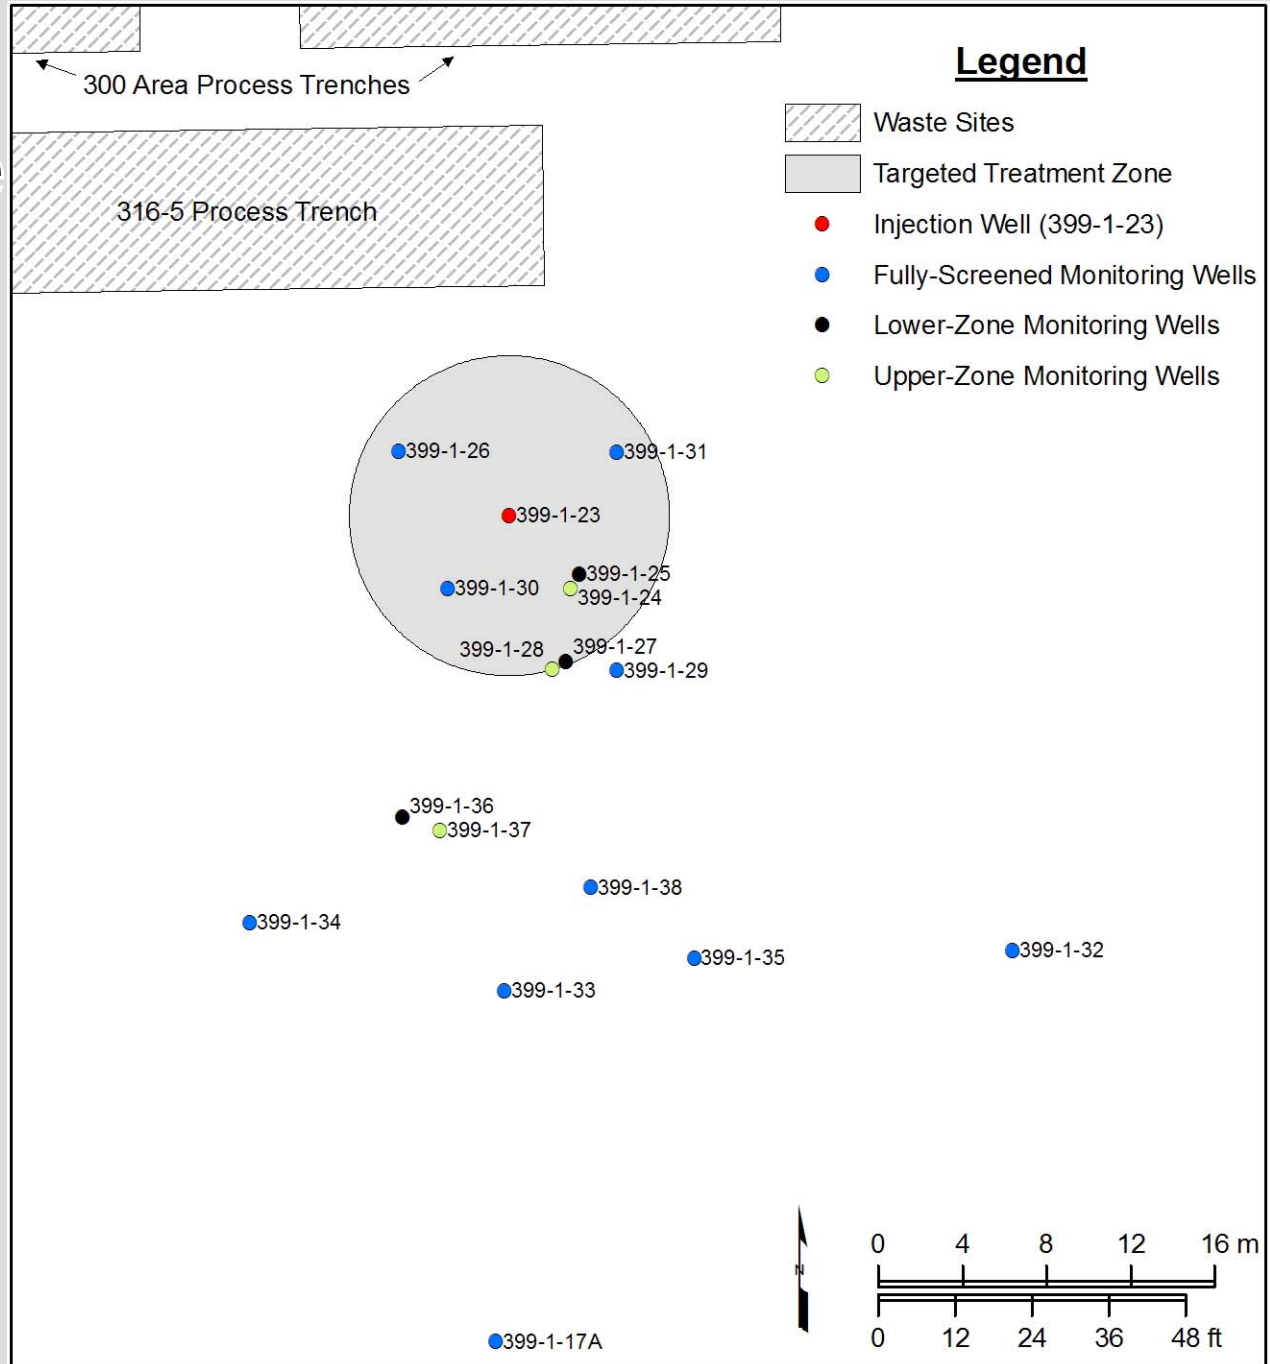 Legend
300 Area Process Trenches
Waste Sites
Targeted Treatment Zone
316-5 Process Trench
Injection Well (399-1-23)
Fully-Screened Monitoring Wells
Lower-Zone Monitoring Wells
Upper-Zone Monitoring Wells
399-1-26
399-1-31
399-1-23
399-1-25
399-1-30
399-1-24
399-1-28
399-1-27
399-1-29
399-1-36
399-1-37
399-1-38
399-1-34
399-1-35
399-1-32
399-1-33
N
0 4 8 12 16 m
0 12 24 36 48 ft
399-1-17A